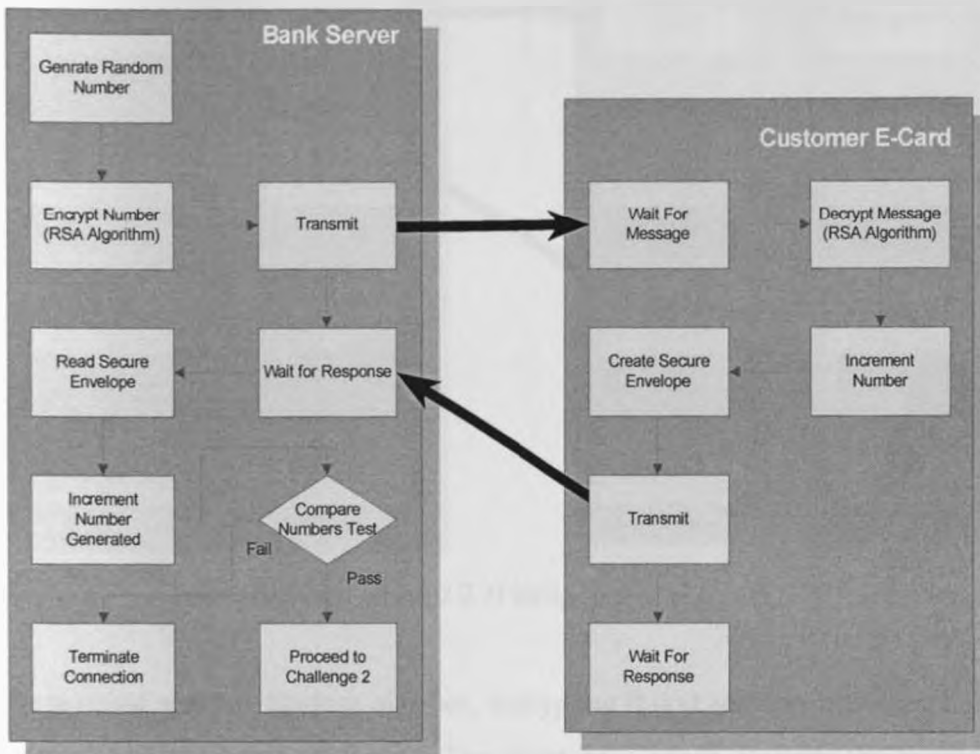 Bank Server
Genrate Random
Number
Encrypt Number
(RSA Algorithm)
Transmit
Read Secure
Envelope
Wait for Response
Increment
Number
Generated
Compare
Numbers Test
Fail
Pass
Terminate
Connection
Proceed to
Challenge 2
Customer E-Card
Wait For
Message
Decrypt Message
(RSA Algorithm)
Create Secure
Envelope
Increment
Number
Transmit
Wait For
Response